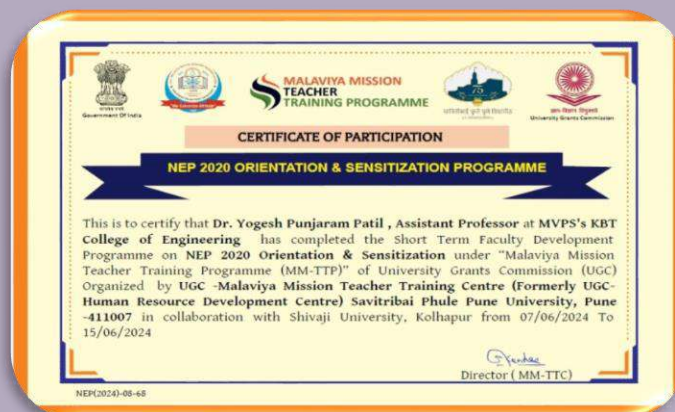 MALAVIYA MISSION
TEACHER
TRAINING PROGRAMME
75
Government Of India
University Grants Commission
CERTIFICATE OF PARTICIPATION
NEP 2020 ORIENTATION & SENSITIZATION PROGRAMME
This is to certify that Dr. Yogesh Punjaram Patil , Assistant Professor at MVPS's KBT
College of Engineering has completed the Short Term Faculty Development
Programme on NEP 2020 Orientation & Sensitization under "Malaviya Mission
Teacher Training Programme (MM-TTP)" of University Grants Commission (UGC)
Organized by UGC -Malaviya Mission Teacher Training Centre (Formerly UGC-
Human Resource Development Centre) Savitribai Phule Pune University, Pune
-411007 in collaboration with Shivaji University, Kolhapur from 07/06/2024 To
15/06/2024
Director ( MM-TTC)
NEP(2024)-08-68